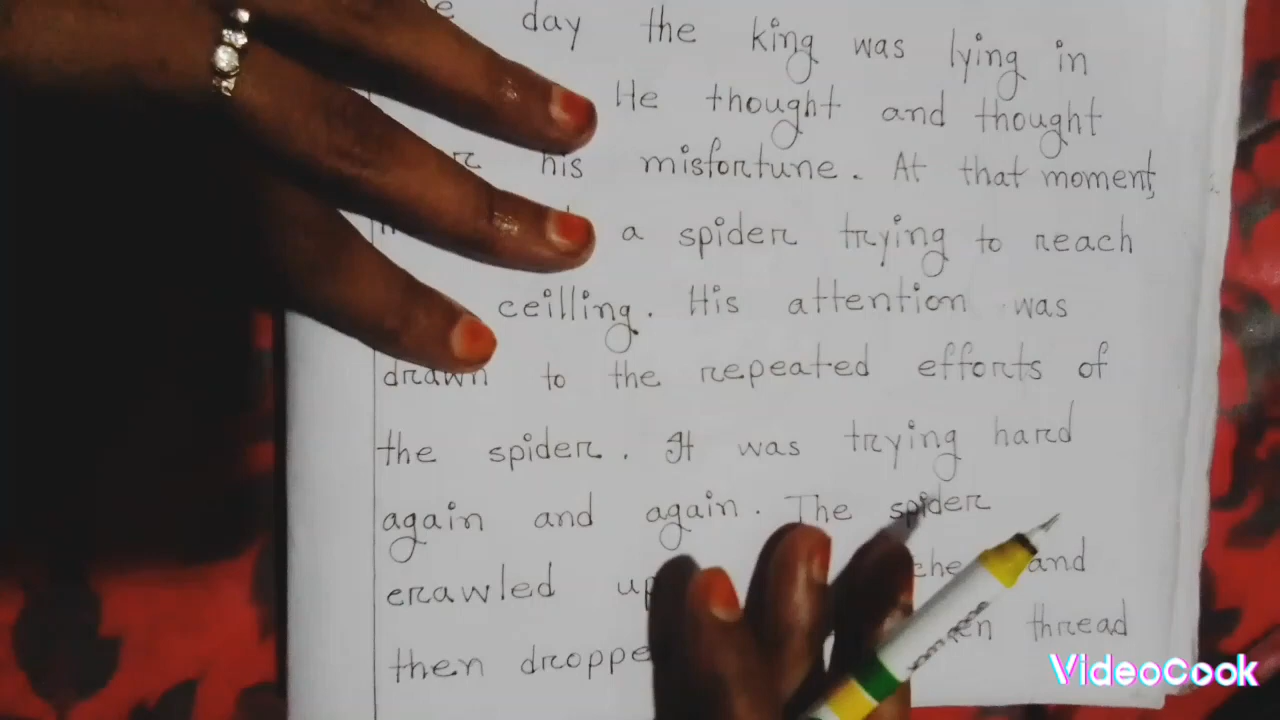 day the king was lying in
He thought and thought
his misfortune. At that moment,
a spider trying to reach
ceilling. His attention was
drawn to the repeated efforts of
the spider. It was trying hard
again and again. The spider
crawled up and
then thread
VideoCook